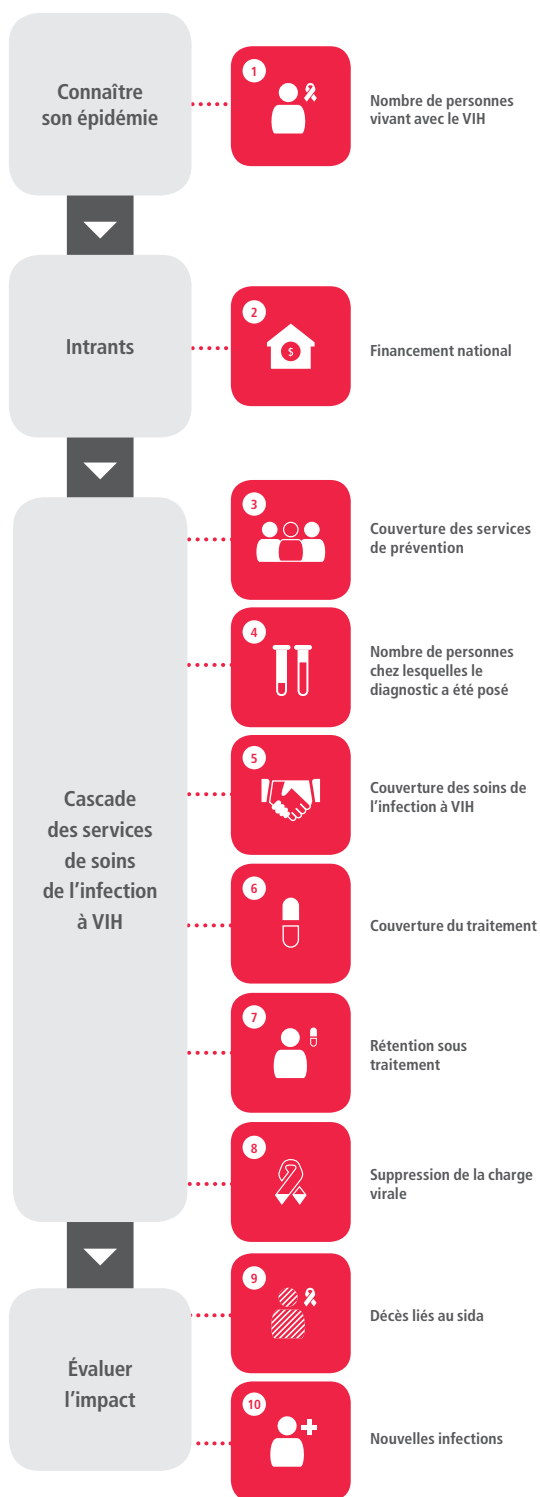 Connaître
son épidémie
1
Nombre de personnes
vivant avec le VIH
Intrants
2
$
Financement national
Cascade
des services
de soins
de l'infection
à VIH
3
Couverture des services
de prévention
4
Nombre de personnes
chez lesquelles le
diagnostic a été posé
5
Couverture des soins de
l'infection à VIH
6
Couverture du traitement
7
Rétention sous
traitement
8
Suppression de la charge
virale
Évaluer
l'impact
9
Décès liés au sida
10
Nouvelles infections